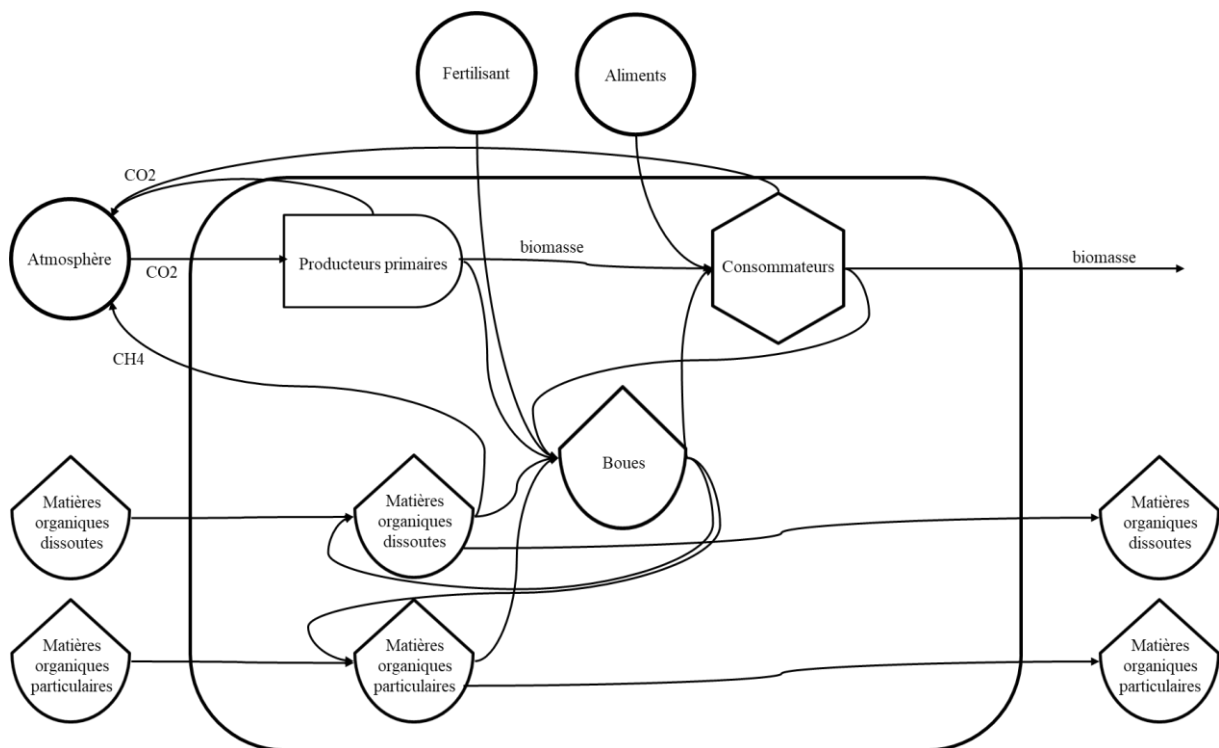 Fertilisant
Aliments
CO2
Atmosphère
CO2
Producteurs primaires
biomasse
Consommateurs
biomasse
CH4
Boues
Matières
organiques
dissoutes
Matières
organiques
dissoutes
Matières
organiques
dissoutes
Matières
organiques
particulaires
Matières
organiques
particulaires
Matières
organiques
particulaires